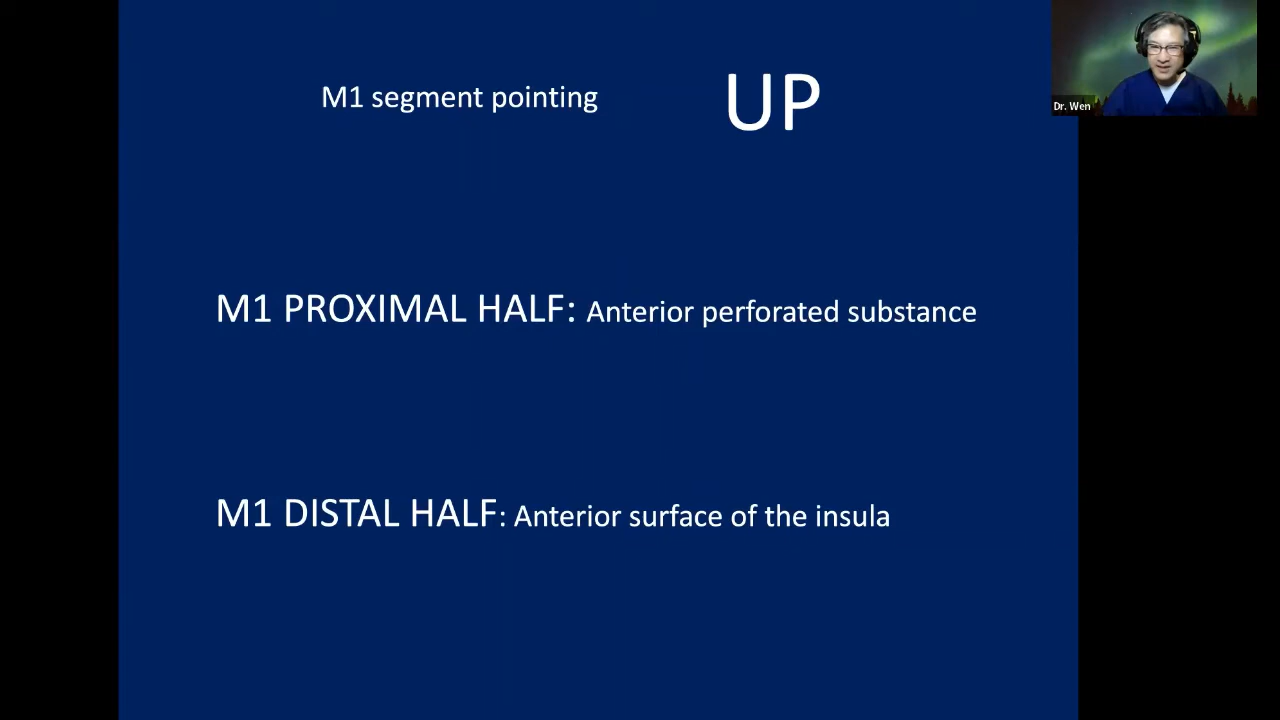 M1 segment pointing UP
Dr. Wen
M1 PROXIMAL HALF: Anterior perforated substance
M1 DISTAL HALF: Anterior surface of the insula